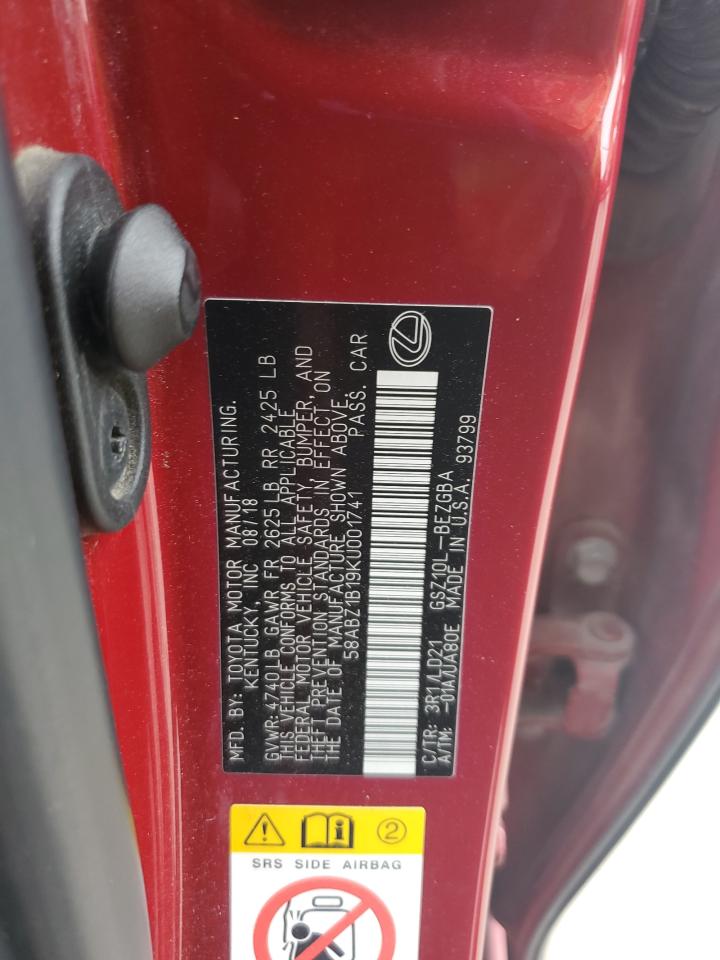 MFD. BY: TOYOTA MOTOR MANUFACTURING.
KENTUCKY, INC 08/18
GVWR: 4740LB GAWR FR 2625LB RR 2425 LB
THIS VEHICLE CONFORMS TO ALL APPLICABLE
FEDERAL MOTOR VEHICLE SAFETY, BUMPER, AND
THEFT PREVENTION STANDARDS IN EFFECT ON
THE DATE OF MANUFACTURE SHOWN ABOVE.
58ABZ1B19KU001741 PASS. CAR
C/TR: 3R1/LD21 GSZ10L-BEZGBA
A/TM: -01A/UA80E MADE IN U.S.A. 93799
2
SRS SIDE AIRBAG